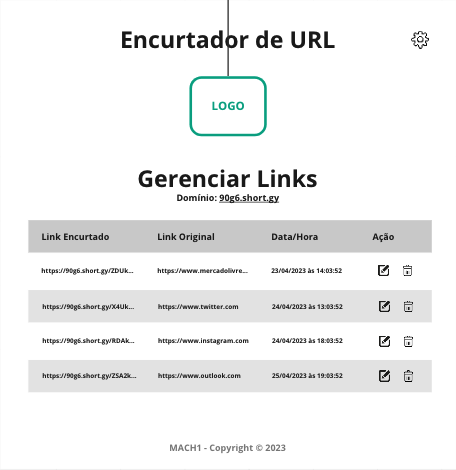 Encurtador de URL
LOGO
Gerenciar Links
Domínio: 90g6.short.gy
Link Encurtado Link Original Data/Hora Ação
https://90g6.short.gy/ZDUk... https://www.mercadolivre... 23/04/2023 às 14:03:52
https://90g6.short.gy/X4Uk... https://www.twitter.com 24/04/2023 às 13:03:52
https://90g6.short.gy/RDAk... https://www.instagram.com 24/04/2023 às 18:03:52
https://90g6.short.gy/ZSA2k... https://www.outlook.com 25/04/2023 às 19:03:52
MACH1 - Copyright © 2023